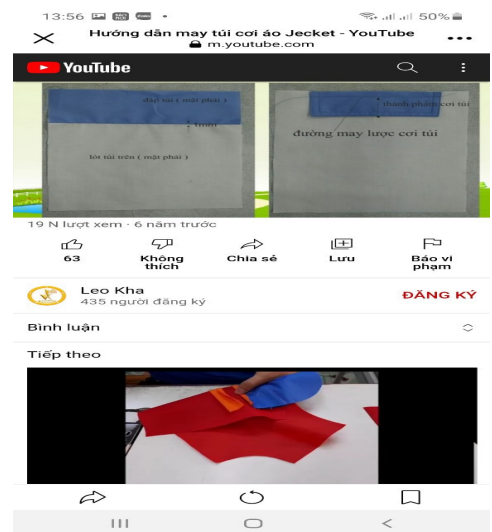 13:56
50%
Hướng dẫn may túi cơi áo Jecket - YouTube
m.youtube.com
YouTube
đáp túi ( mặt phải )
1mm
lót túi trên ( mặt phải )
thành phẩm cơi túi
đường may lược cơi túi
19 N lượt xem · 6 năm trước
63
Không thích
Chia sẻ
Lưu
Báo vi phạm
Leo Kha
435 người đăng ký
ĐĂNG KÝ
Bình luận
Tiếp theo